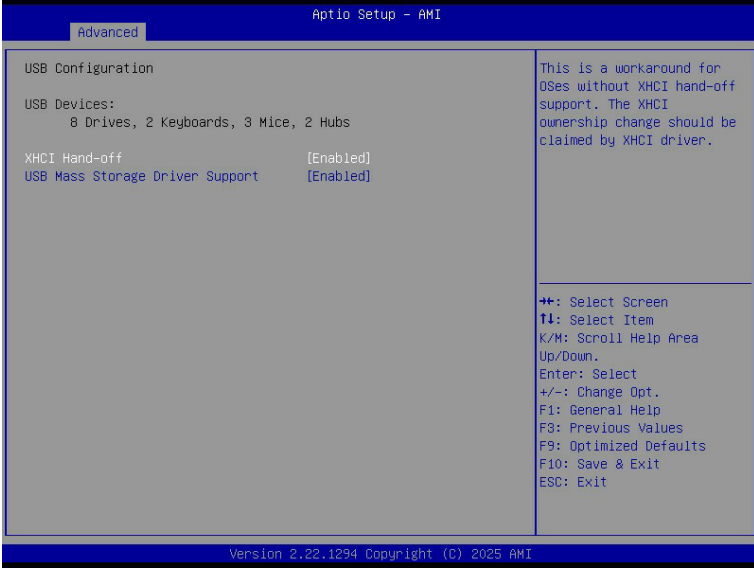 Aptio Setup - AMI
Advanced
USB Configuration
USB Devices:
8 Drives, 2 Keyboards, 3 Mice, 2 Hubs
XHCI Hand-off [Enabled]
USB Mass Storage Driver Support [Enabled]
This is a workaround for
OSes without XHCI hand-off
support. The XHCI
ownership change should be
claimed by XHCI driver.
→←: Select Screen
↑↓: Select Item
K/M: Scroll Help Area
Up/Down.
Enter: Select
+/-: Change Opt.
F1: General Help
F3: Previous Values
F9: Optimized Defaults
F10: Save & Exit
ESC: Exit
Version 2.22.1294 Copyright (C) 2025 AMI